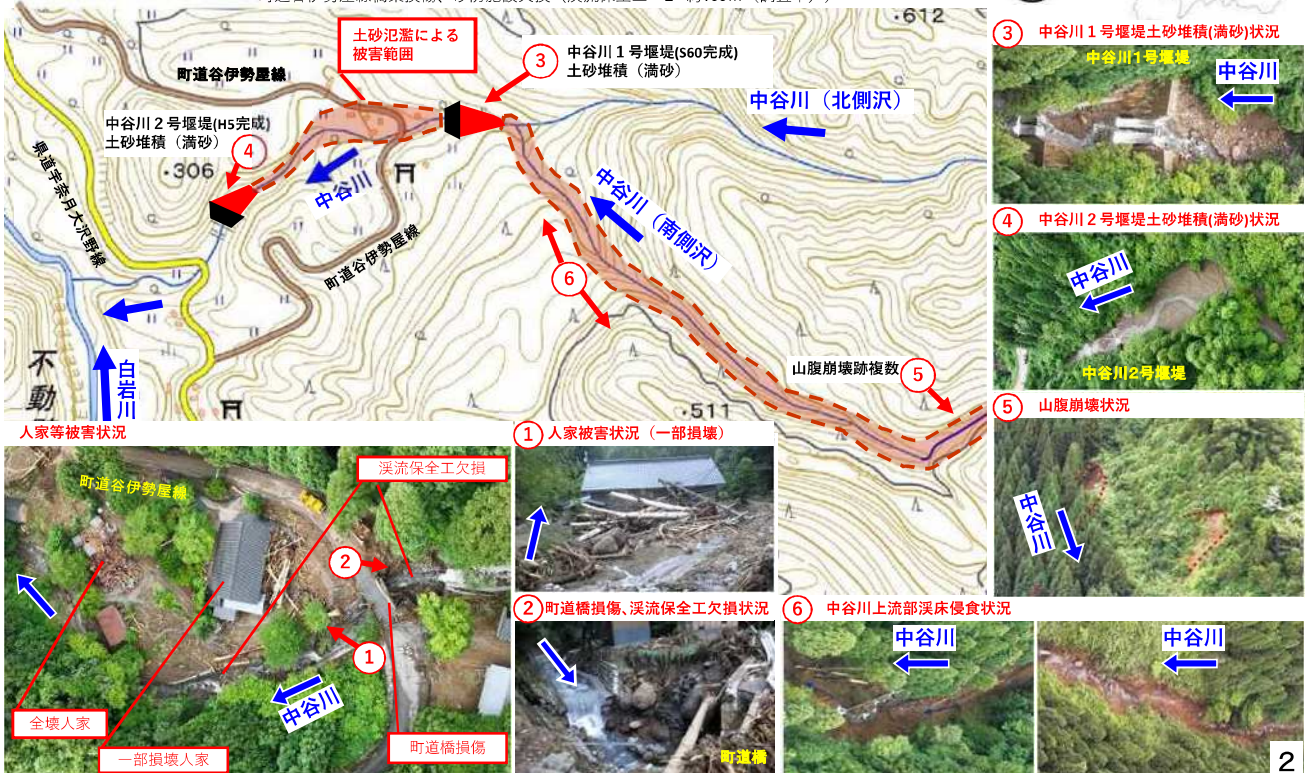 土砂氾濫による
被害範囲
③
中谷川１号堰堤(S60完成)
土砂堆積（満砂）
・612
町道谷伊勢屋線
中谷川（北側沢）
中谷川２号堰堤(H5完成)
土砂堆積（満砂）
④
・306
県道宇奈月大沢野線
中谷川
中谷川（南側沢）
町道谷伊勢屋線
⑥
白岩川
不動
山腹崩壊跡複数
⑤
・511
③ 中谷川１号堰堤土砂堆積(満砂)状況
中谷川1号堰堤
中谷川
④ 中谷川２号堰堤土砂堆積(満砂)状況
中谷川
中谷川2号堰堤
⑤ 山腹崩壊状況
中谷川
人家等被害状況
町道谷伊勢屋線
渓流保全工欠損
②
①
中谷川
全壊人家
一部損壊人家
町道橋損傷
① 人家被害状況（一部損壊）
② 町道橋損傷、渓流保全工欠損状況
町道橋
⑥ 中谷川上流部渓床侵食状況
中谷川
中谷川
2